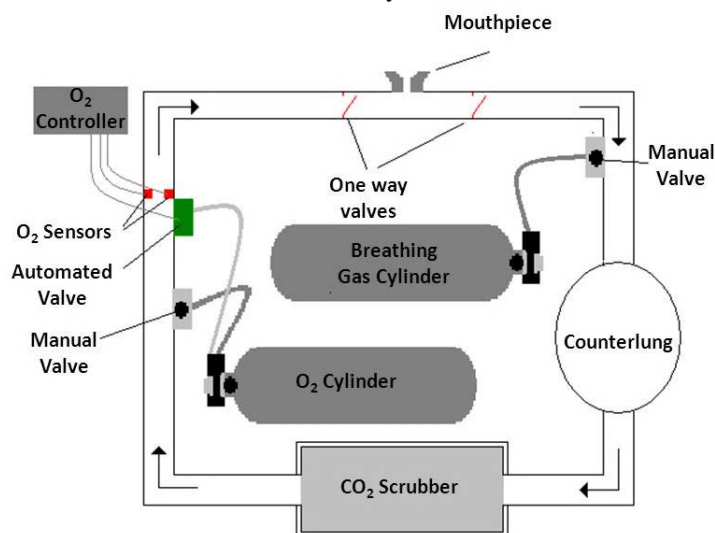 Mouthpiece
O₂
Controller
Manual
Valve
One way
valves
O₂ Sensors
Breathing
Gas Cylinder
Automated
Valve
Manual
Valve
Counterlung
O₂ Cylinder
CO₂ Scrubber